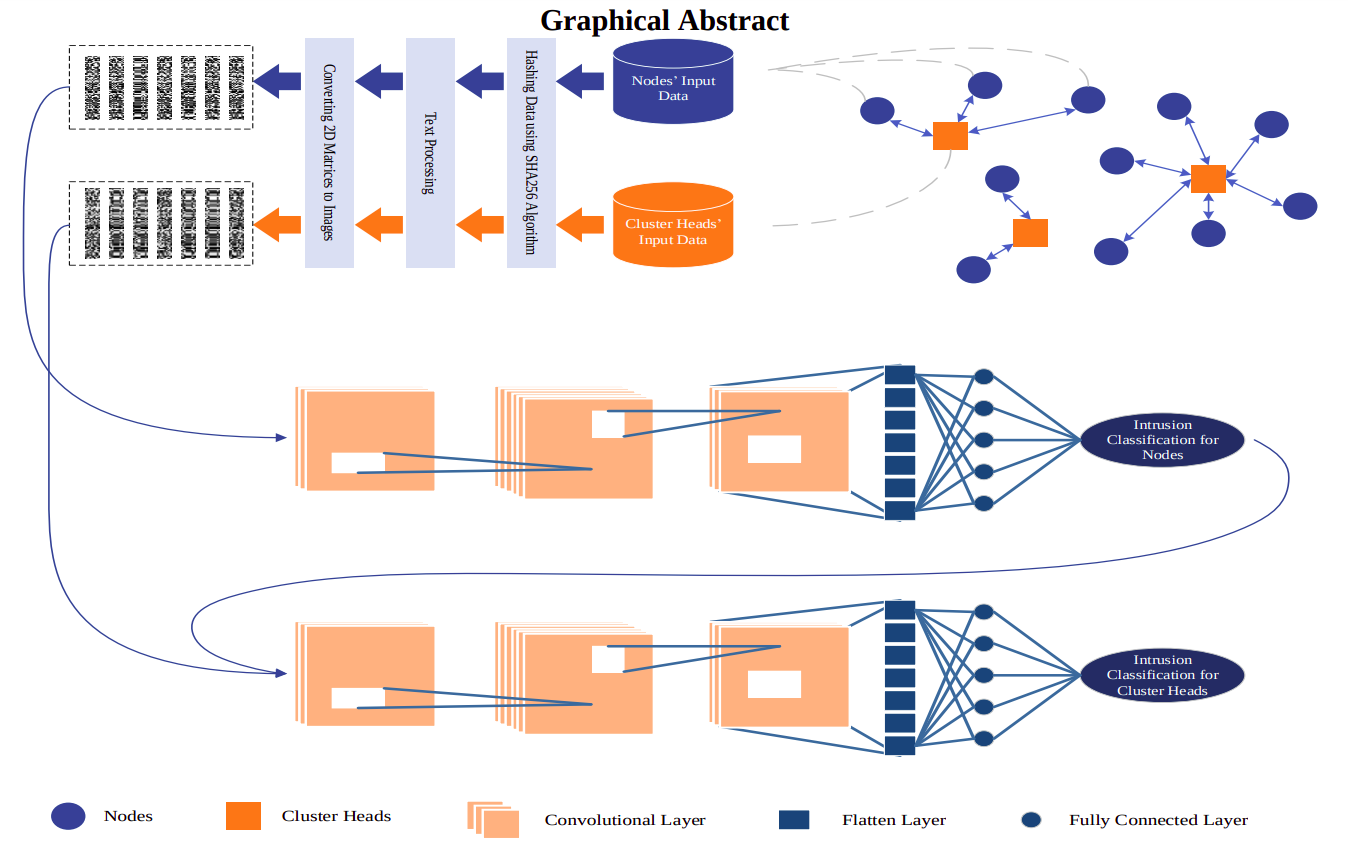 Graphical Abstract
Converting 2D Matrices to Images
Text Processing
Hashing Data using SHA256 Algorithm
Nodes' Input
Data
Cluster Heads'
Input Data
Intrusion
Classification for
Nodes
Intrusion
Classification for
Cluster Heads
Nodes
Cluster Heads
Convolutional Layer
Flatten Layer
Fully Connected Layer